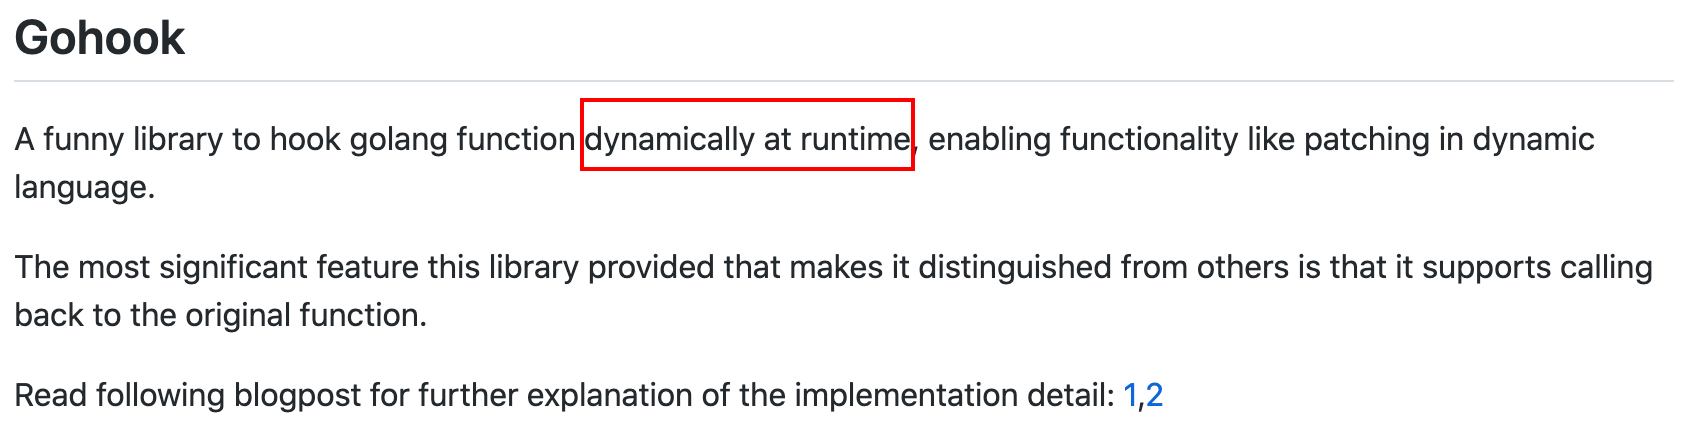 Gohook
A funny library to hook golang function dynamically at runtime, enabling functionality like patching in dynamic
language.
The most significant feature this library provided that makes it distinguished from others is that it supports calling
back to the original function.
Read following blogpost for further explanation of the implementation detail: 1,2